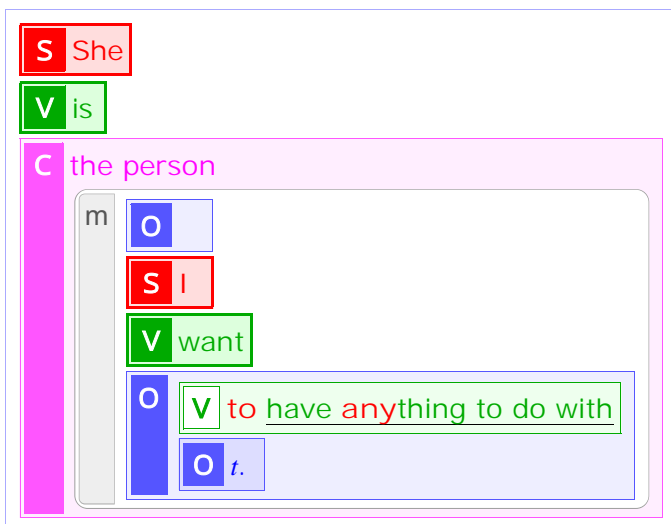 S She
V is
C the person
m O
S I
V want
O V to have anything to do with
O t.